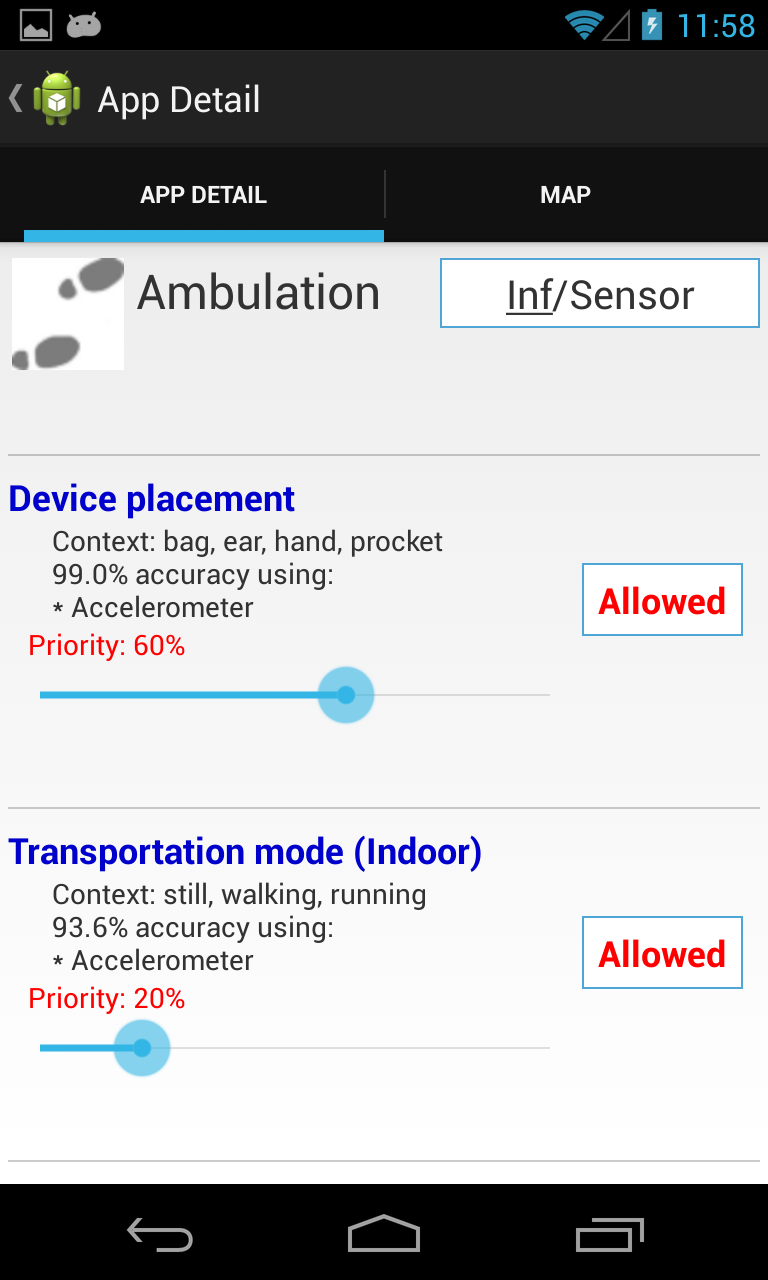 11:58
App Detail
APP DETAIL
MAP
Ambulation
Inf/Sensor
Device placement
Context: bag, ear, hand, procket
99.0% accuracy using:
* Accelerometer
Allowed
Priority: 60%
Transportation mode (Indoor)
Context: still, walking, running
93.6% accuracy using:
* Accelerometer
Allowed
Priority: 20%